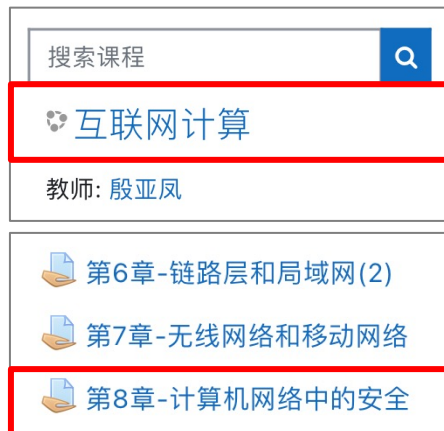 搜索课程
互联网计算
教师: 殷亚凤
第6章-链路层和局域网(2)
第7章-无线网络和移动网络
第8章-计算机网络中的安全